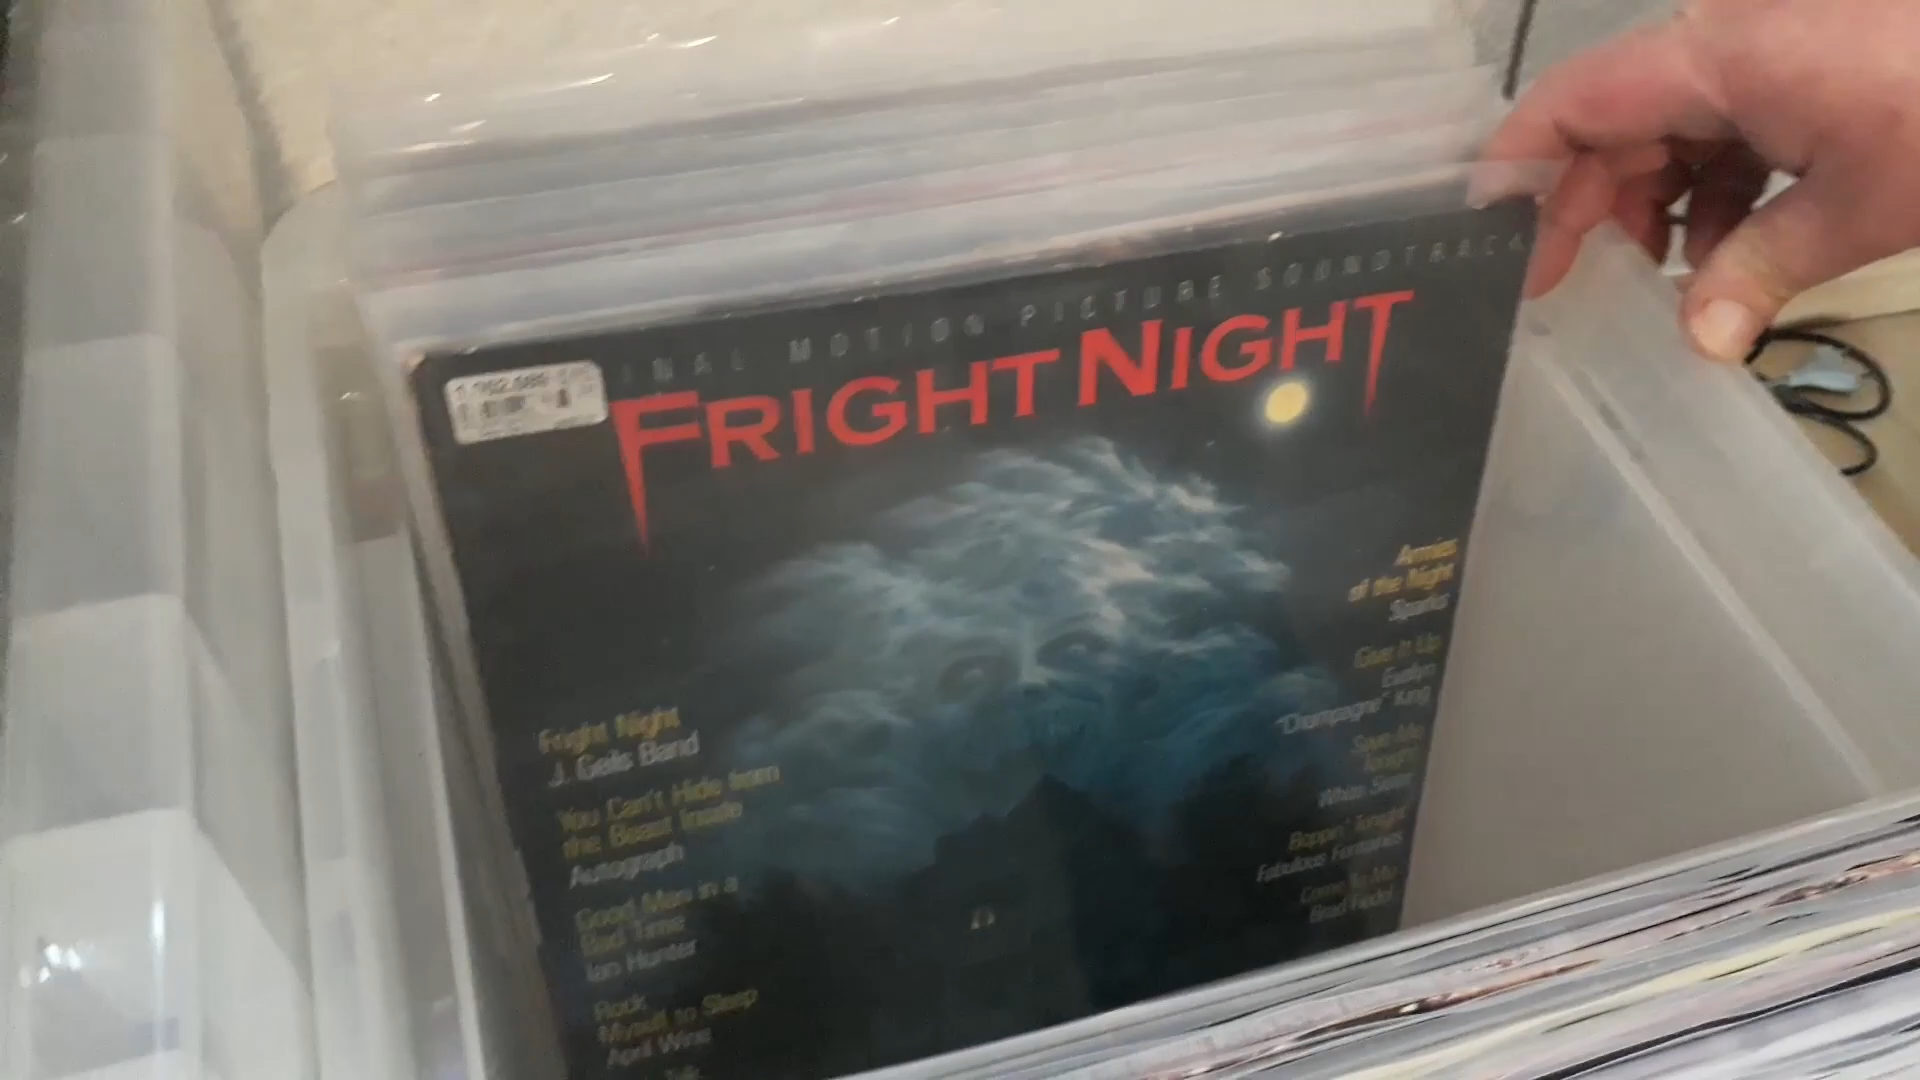 INAL MOTION PICTURE SOUNDTRACK
FRIGHT NIGHT
Fright Night
J. Geils Band
You Can't Hide from
the Beast Inside
Autograph
Good Man in a
Bad Time
Ian Hunter
Rock
Myself to Sleep
April Wine
Armies
of the Night
Sparks
Give It Up
Evelyn
"Champagne" King
Save Me
Tonight
White Sister
Boppin' Tonight
Fabulous Fontaines
Come To Me
Brad Fiedel